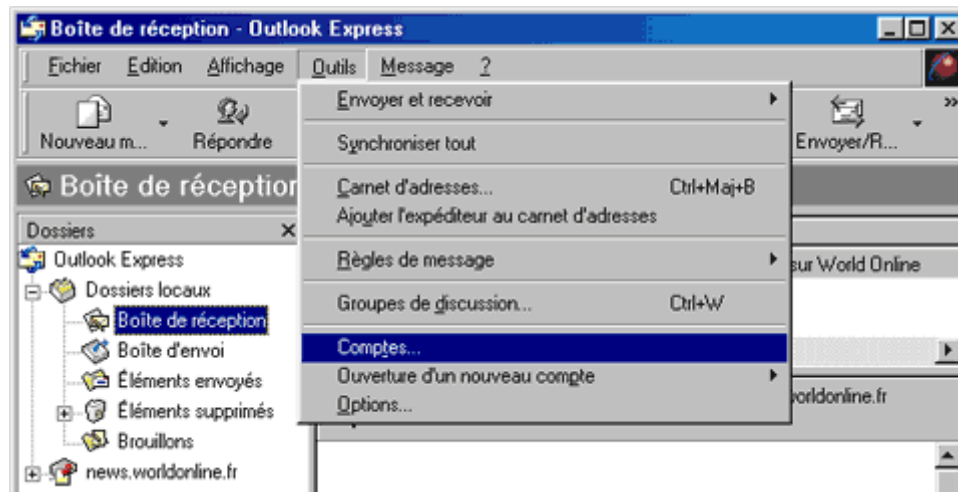 Boîte de réception - Outlook Express
Fichier Edition Affichage Outils Message ?
Nouveau m... Répondre Envoyer/R... »
Boîte de réception
Envoyer et recevoir
Synchroniser tout
Carnet d'adresses... Ctrl+Maj+B
Ajouter l'expéditeur au carnet d'adresses
Règles de message
Groupes de discussion... Ctrl+W
Comptes...
Ouverture d'un nouveau compte
Options...
Dossiers
Outlook Express
Dossiers locaux
Boîte de réception
Boîte d'envoi
Éléments envoyés
Éléments supprimés
Brouillons
news.worldonline.fr
sur World Online
worldonline.fr